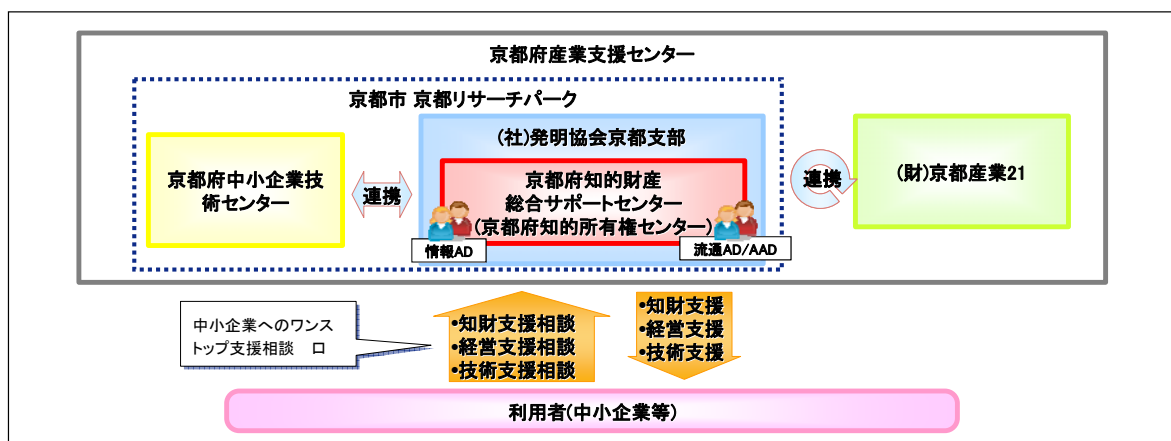 京都府産業支援センター
京都市 京都リサーチパーク
(社)発明協会京都支部
京都府中小企業技
術センター
連携
京都府知的財産
総合サポートセンター
(京都府知的所有権センター)
情報AD
流通AD/AAD
連携
(財)京都産業21
中小企業へのワンス
トップ支援相談 口
•知財支援相談
•経営支援相談
•技術支援相談
•知財支援
•経営支援
•技術支援
利用者(中小企業等)